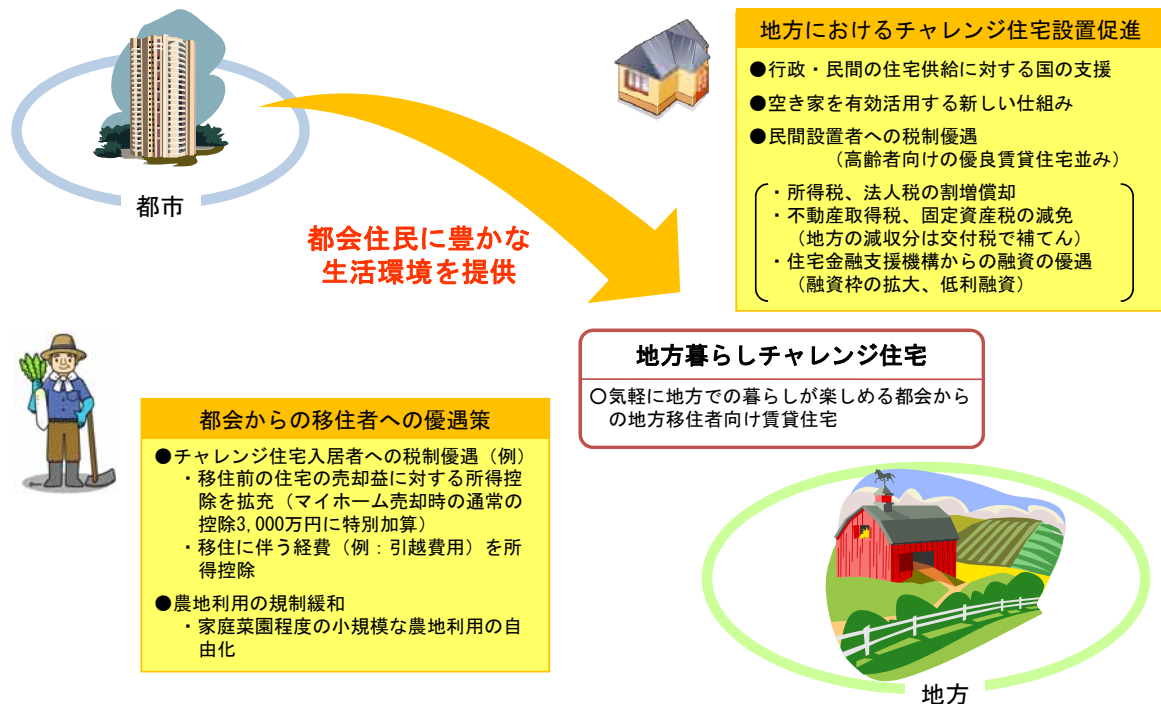 都市
都会住民に豊かな
生活環境を提供
地方におけるチャレンジ住宅設置促進
●行政・民間の住宅供給に対する国の支援
●空き家を有効活用する新しい仕組み
●民間設置者への税制優遇
（高齢者向けの優良賃貸住宅並み）
・所得税、法人税の割増償却
・不動産取得税、固定資産税の減免
（地方の減収分は交付税で補てん）
・住宅金融支援機構からの融資の優遇
（融資枠の拡大、低利融資）
地方暮らしチャレンジ住宅
○気軽に地方での暮らしが楽しめる都会から
の地方移住者向け賃貸住宅
都会からの移住者への優遇策
●チャレンジ住宅入居者への税制優遇（例）
・移住前の住宅の売却益に対する所得控
除を拡充（マイホーム売却時の通常の
控除3,000万円に特別加算）
・移住に伴う経費（例：引越費用）を所
得控除
●農地利用の規制緩和
・家庭菜園程度の小規模な農地利用の自
由化
地方